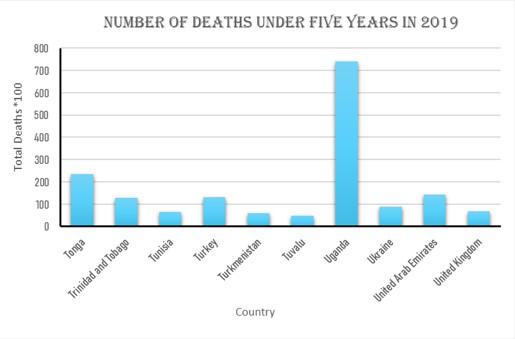 NUMBER OF DEATHS UNDER FIVE YEARS IN 2019
Total Deaths *100
800
700
600
500
400
300
200
100
0
Tonga
Trinidad and Tobago
Tunisia
Turkey
Turkmenistan
Tuvalu
Uganda
Ukraine
United Arab Emirates
United Kingdom
Country